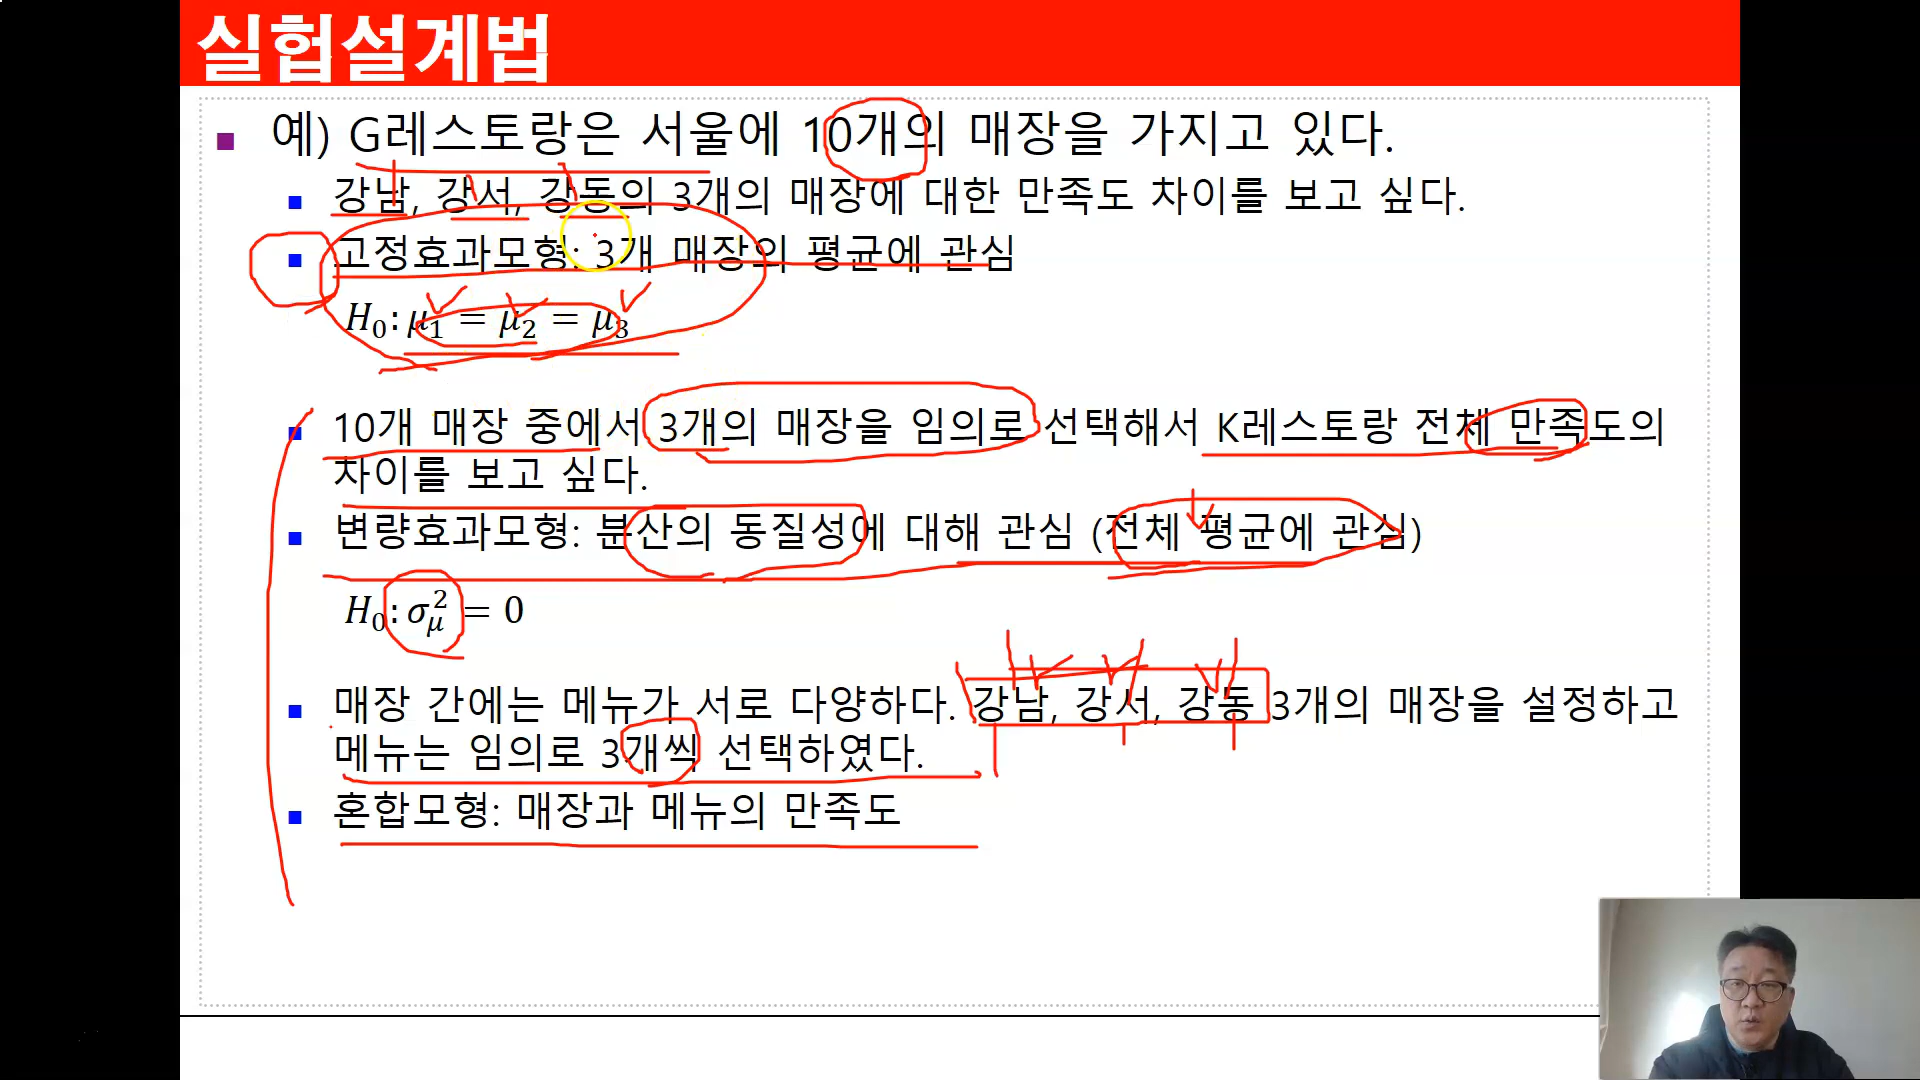 실험설계법
예) G레스토랑은 서울에 10개의 매장을 가지고 있다.
강남, 강서, 강동의 3개의 매장에 대한 만족도 차이를 보고 싶다.
고정효과모형: 3개 매장의 평균에 관심
H₀: μ₁ = μ₂ = μ₃
10개 매장 중에서 3개의 매장을 임의로 선택해서 K레스토랑 전체 만족도의
차이를 보고 싶다.
변량효과모형: 분산의 동질성에 대해 관심 (전체 평균에 관심)
H₀: σ_μ² = 0
매장 간에는 메뉴가 서로 다양하다. 강남, 강서, 강동 3개의 매장을 설정하고
메뉴는 임의로 3개씩 선택하였다.
혼합모형: 매장과 메뉴의 만족도